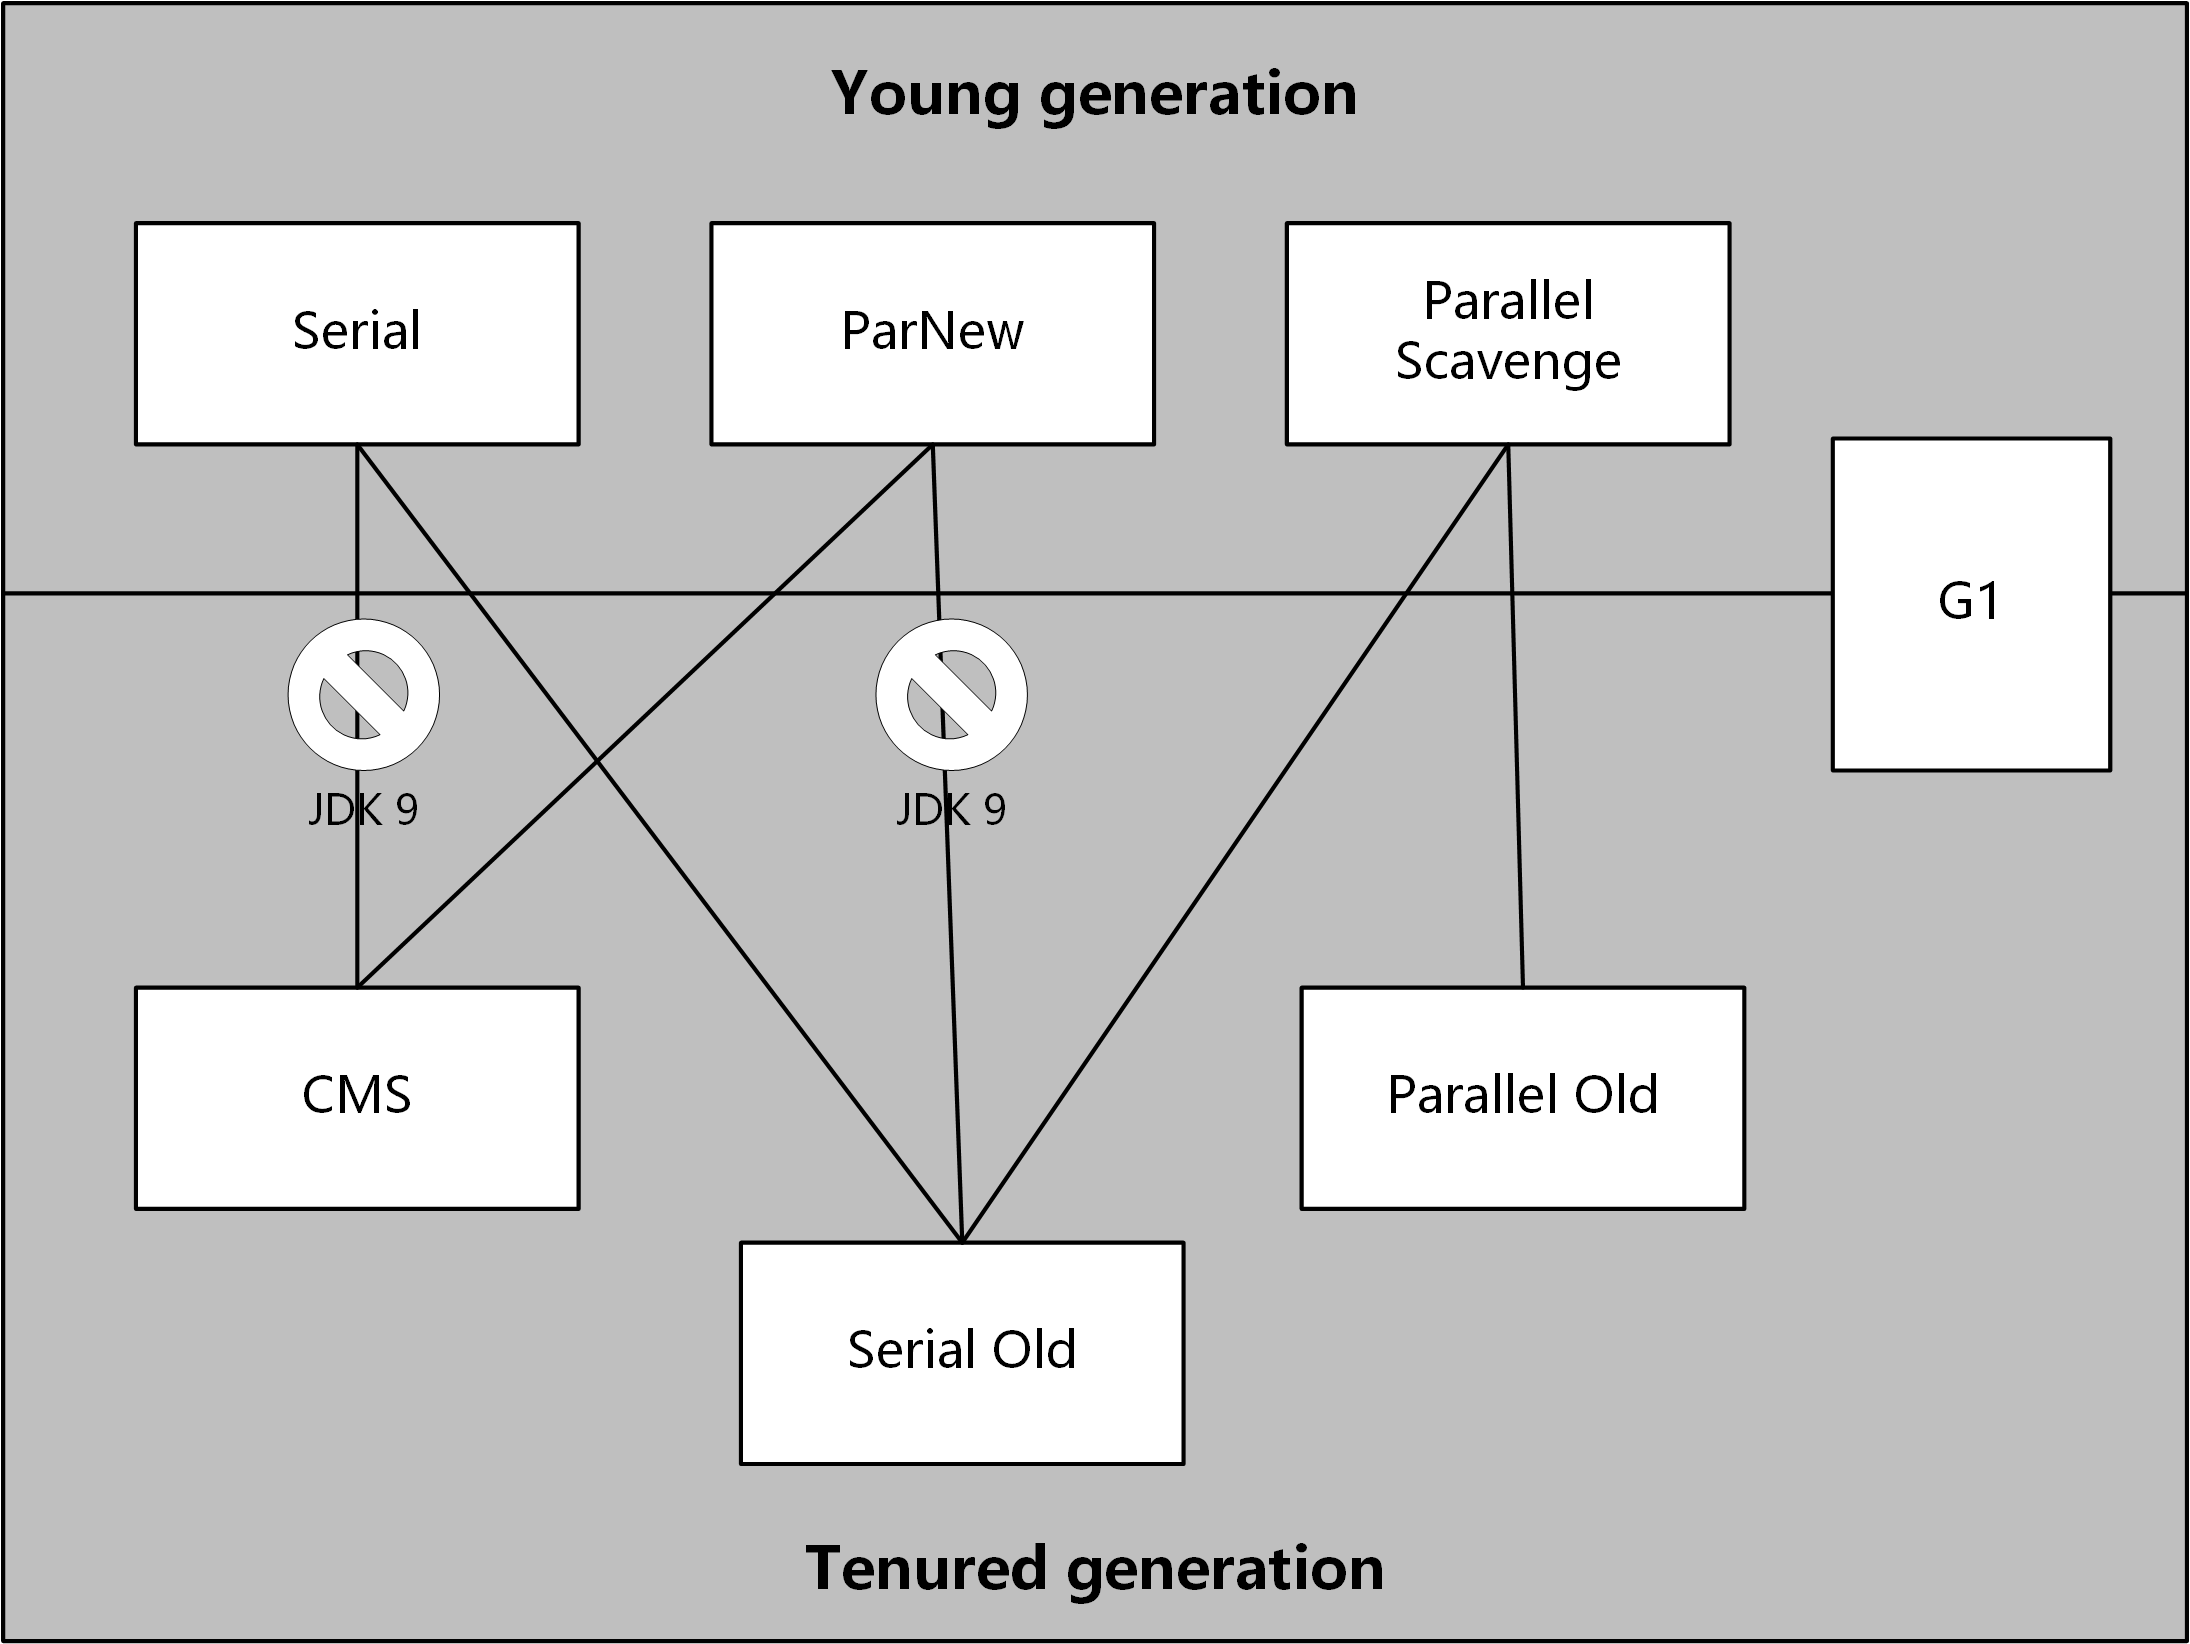 Young generation
Serial
ParNew
Parallel
Scavenge
G1
JDK 9
JDK 9
CMS
Parallel Old
Serial Old
Tenured generation